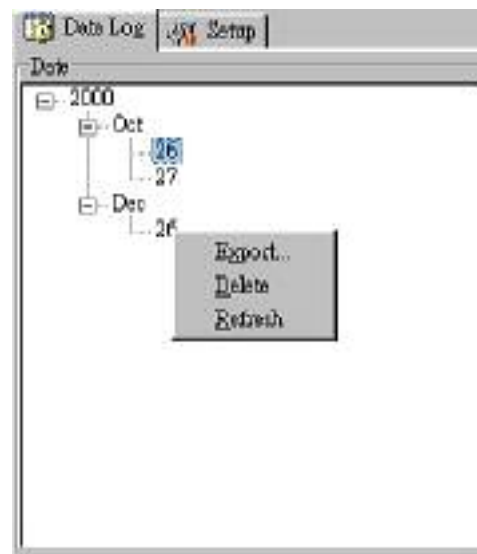 Data Log Setup
Date
2000
Oct
26
27
Dec
26
Export...
Delete
Refresh